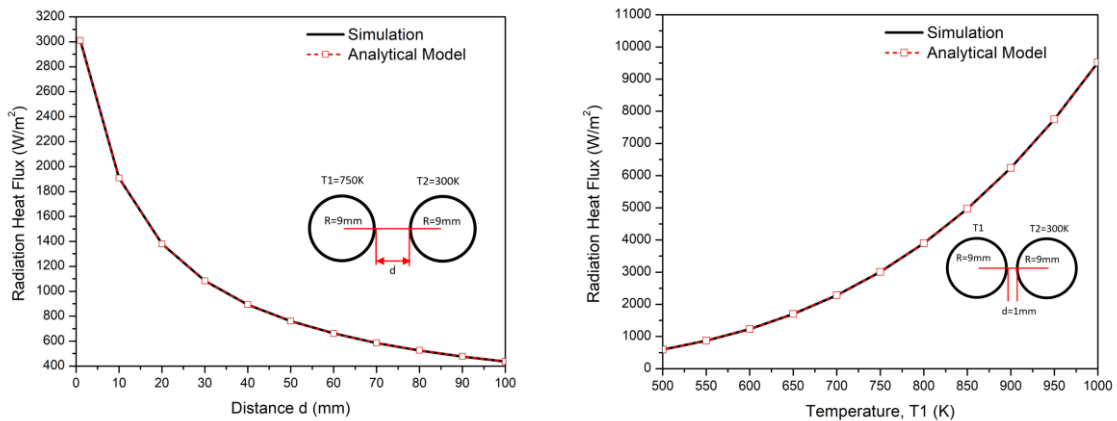 Radiation Heat Flux (W/m²)
3200
3000
2800
2600
2400
2200
2000
1800
1600
1400
1200
1000
800
600
400
Simulation
Analytical Model
T1=750K T2=300K
R=9mm R=9mm
d
0 10 20 30 40 50 60 70 80 90 100
Distance d (mm)
Radiation Heat Flux (W/m²)
11000
10000
9000
8000
7000
6000
5000
4000
3000
2000
1000
0
Simulation
Analytical Model
T1 T2=300K
R=9mm R=9mm
d=1mm
500 550 600 650 700 750 800 850 900 950 1000
Temperature, T1 (K)